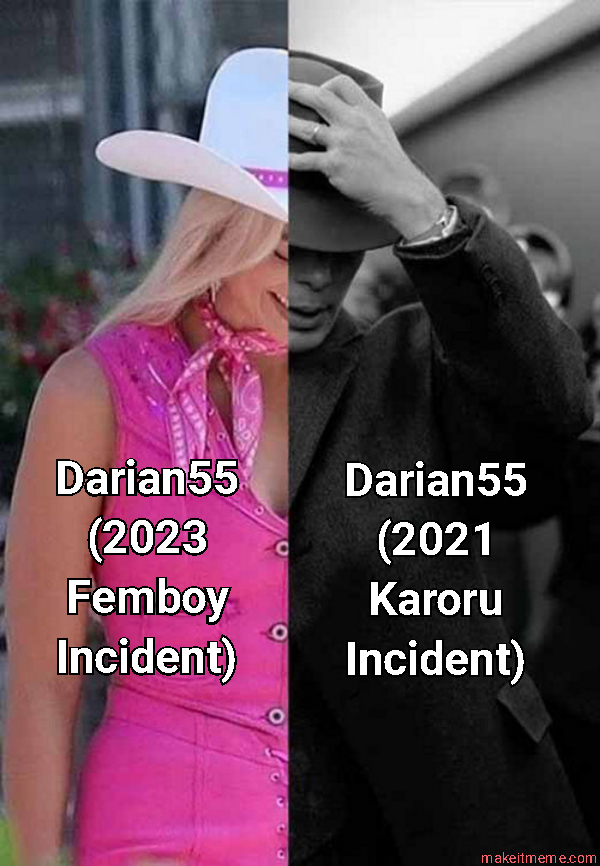 Darian55
(2023
Femboy
Incident)
Darian55
(2021
Karoru
Incident)
makeitmeme.com